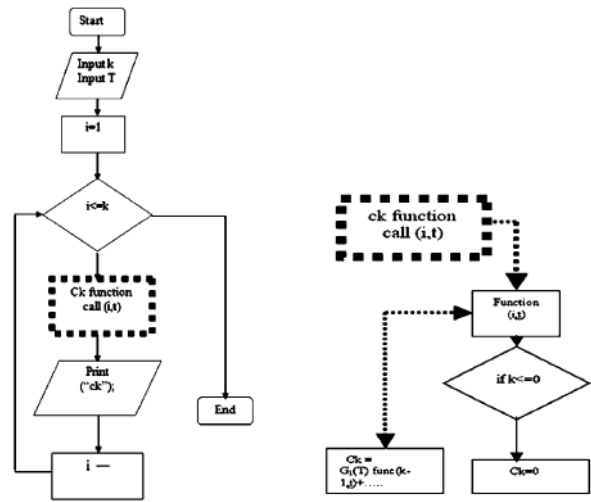 Start
Input k
Input T
i=1
i<=k
Ck function
call (i,t)
Print
("ck");
i —
End
ck function
call (i,t)
Function
(i,t)
if k<=0
Ck =
G₁(T) func(k-
1,t)+.....
Ck=0